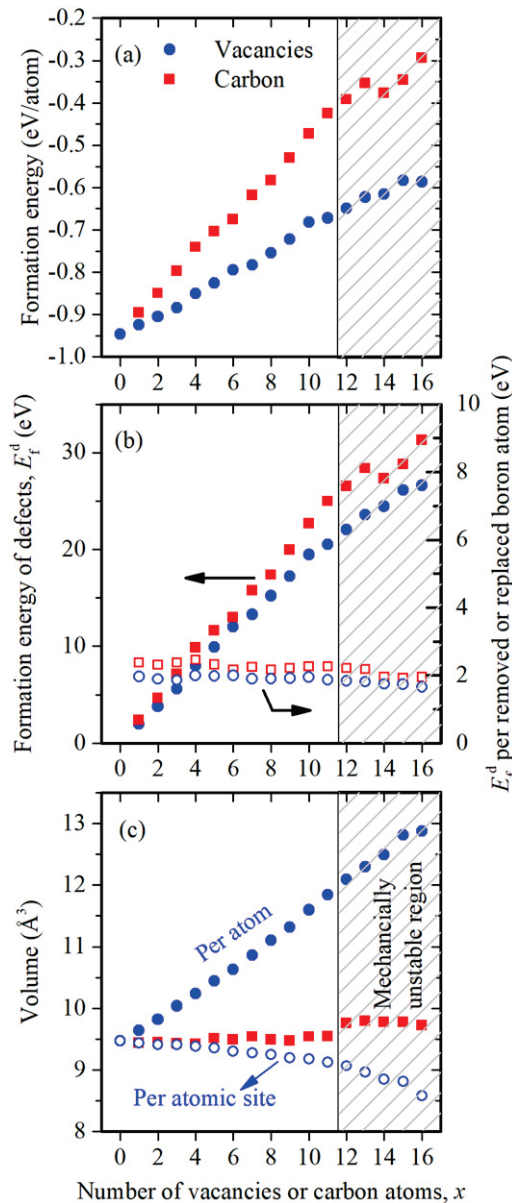 -0.2
(a)
Vacancies
Carbon
-0.3
-0.4
-0.5
-0.6
-0.7
-0.8
-0.9
-1.0
Formation energy (eV/atom)
0 2 4 6 8 10 12 14 16
(b)
30
20
10
0
Formation energy of defects, E_f^d (eV)
10
8
6
4
2
0
E_f^d per removed or replaced boron atom (eV)
0 2 4 6 8 10 12 14 16
(c)
13
12
11
10
9
8
Volume (Å³)
Per atom
Per atomic site
Mechancially
unstable region
0 2 4 6 8 10 12 14 16
Number of vacancies or carbon atoms, x